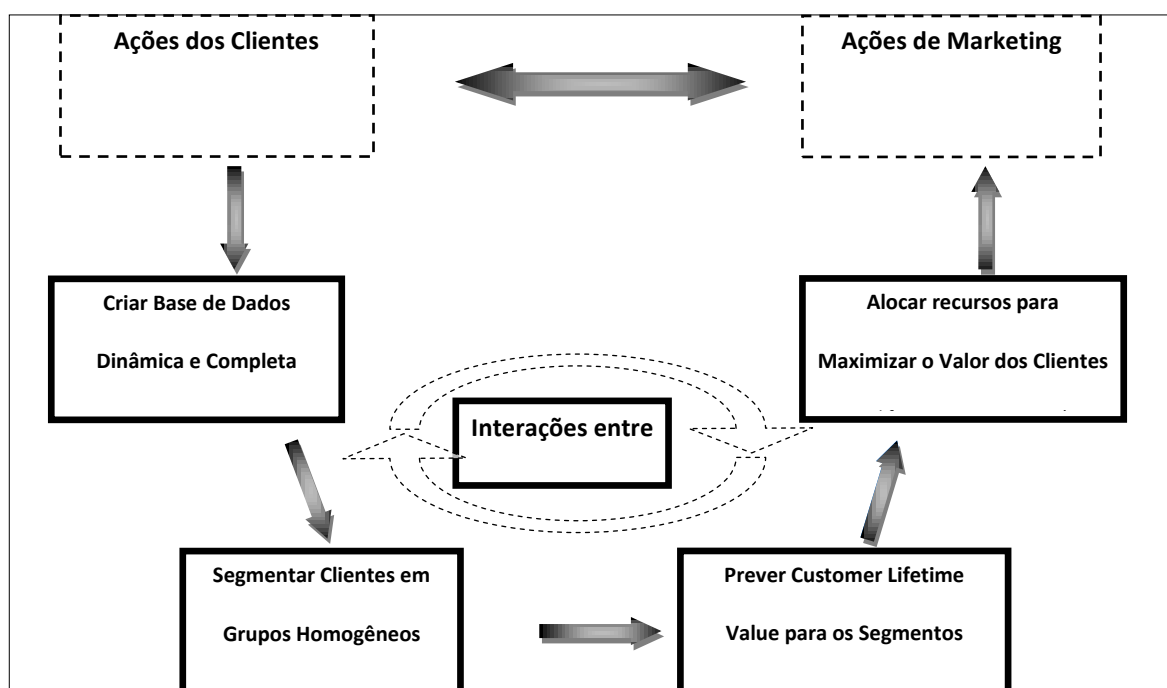 Ações dos Clientes
Ações de Marketing
Criar Base de Dados
Dinâmica e Completa
Alocar recursos para
Maximizar o Valor dos Clientes
Interações entre
Segmentar Clientes em
Grupos Homogêneos
Prever Customer Lifetime
Value para os Segmentos